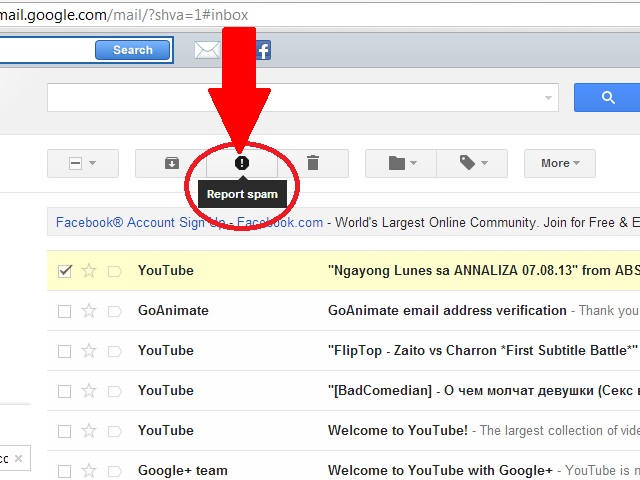 mail.google.com/mail/?shva=1#inbox
Search
Report spam
More
Facebook® Account Sign Up - Facebook.com - World's Largest Online Community. Join for Free & E
YouTube "Ngayong Lunes sa ANNALIZA 07.08.13" from ABS
GoAnimate GoAnimate email address verification - Thank you
YouTube "FlipTop - Zaito vs Charron *First Subtitle Battle*"
YouTube "[BadComedian] - О чем молчат девушки (Секс
YouTube Welcome to YouTube! - The largest collection of vide
Google+ team Welcome to YouTube with Google+ - YouTube is